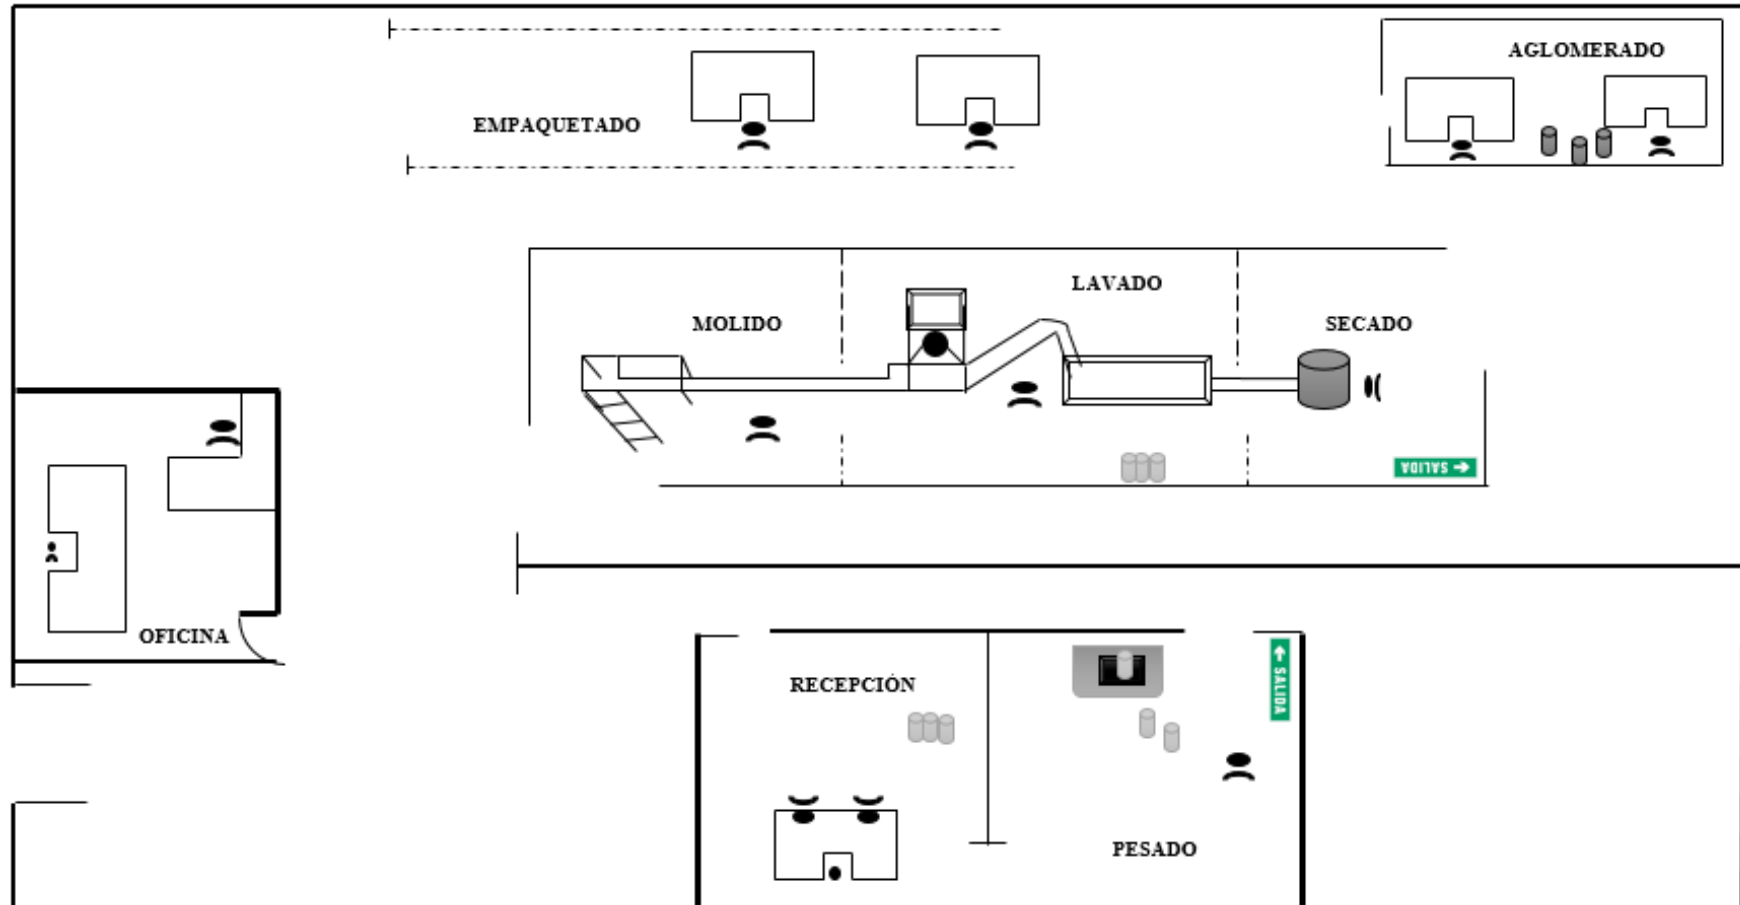 AGLOMERADO
EMPAQUETADO
LAVADO
MOLIDO
SECADO
SALIDA
OFICINA
RECEPCIÓN
SALIDA
PESADO